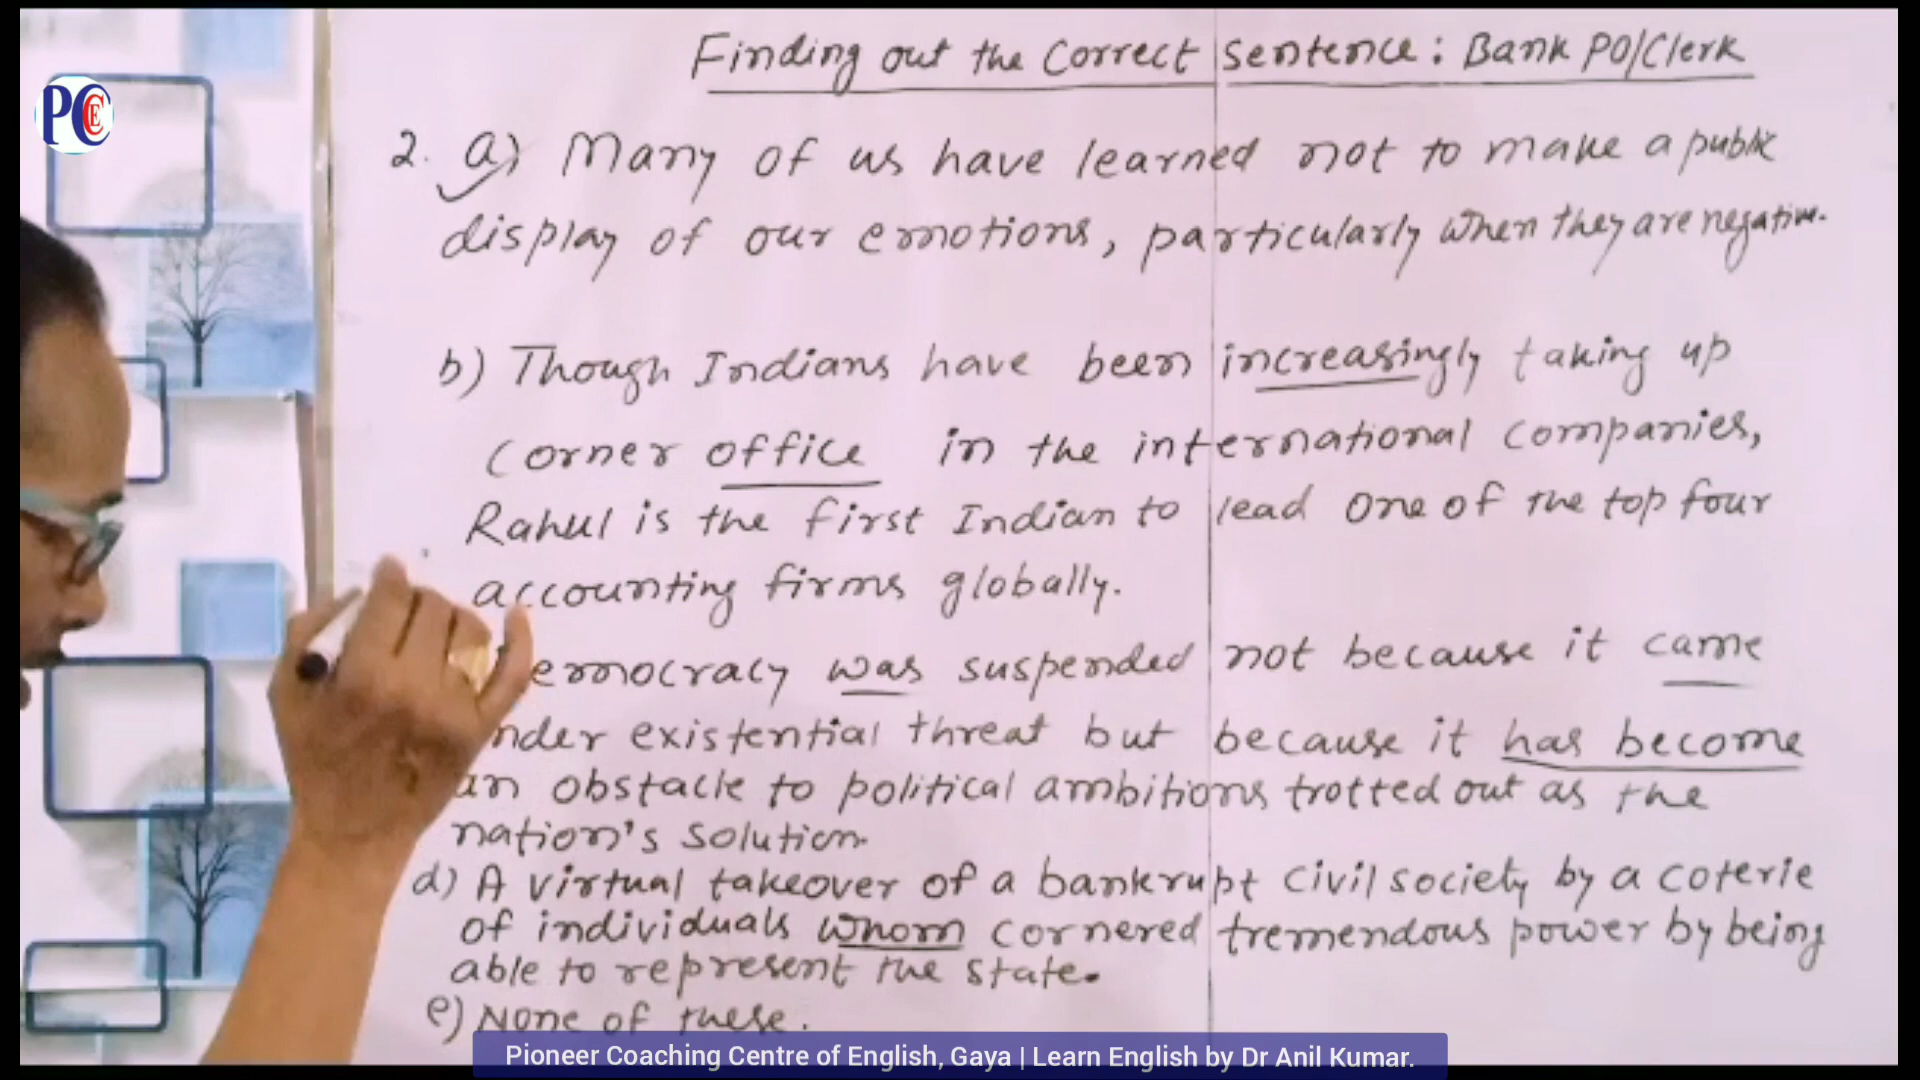 PCCE
Finding out the Correct Sentence: Bank PO/Clerk
2. a) Many of us have learned not to make a public
display of our emotions, particularly when they are negative.
b) Though Indians have been increasingly taking up
corner office in the international companies,
Rahul is the first Indian to lead one of the top four
accounting firms globally.
emocracy was suspended not because it came
nder existential threat but because it has become
an obstacle to political ambitions trotted out as the
nation's solution.
d) A virtual takeover of a bankrupt civil society by a coterie
of individuals whom cornered tremendous power by being
able to represent the state.
e) None of these.
Pioneer Coaching Centre of English, Gaya | Learn English by Dr Anil Kumar.